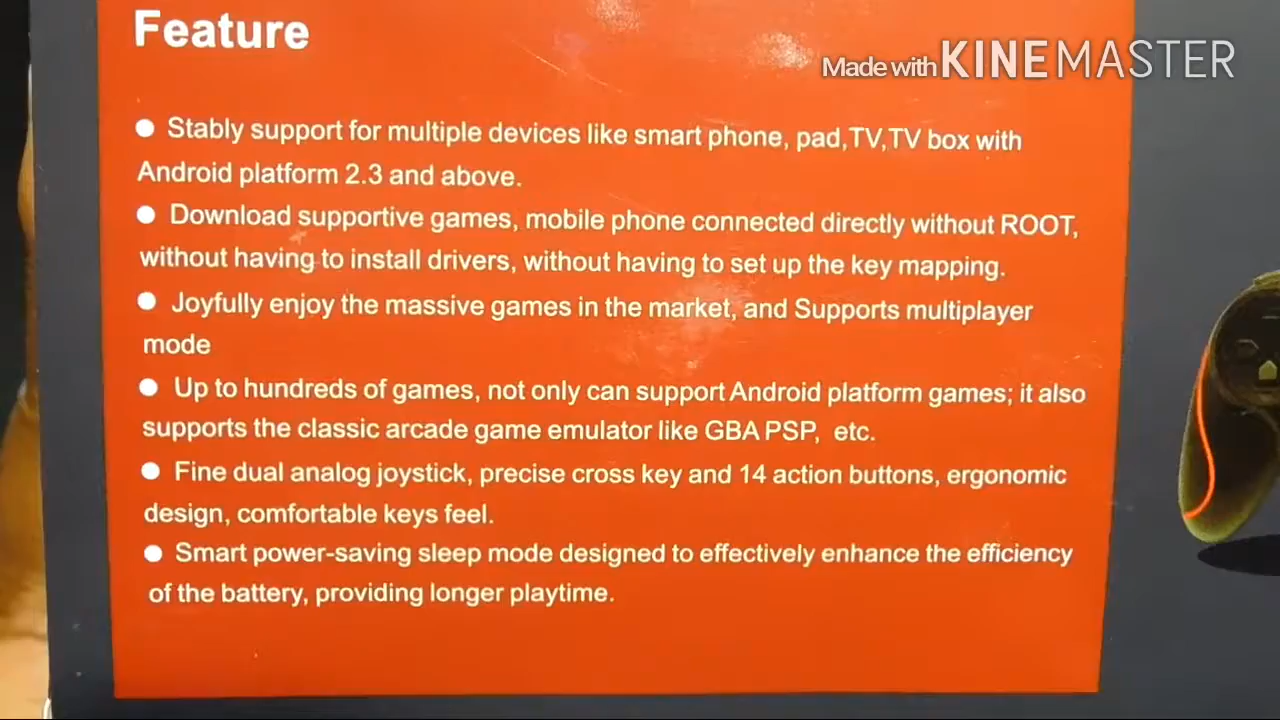 Feature
Made with KINEMASTER
● Stably support for multiple devices like smart phone, pad,TV,TV box with
Android platform 2.3 and above.
● Download supportive games, mobile phone connected directly without ROOT,
without having to install drivers, without having to set up the key mapping.
● Joyfully enjoy the massive games in the market, and Supports multiplayer
mode
● Up to hundreds of games, not only can support Android platform games; it also
supports the classic arcade game emulator like GBA PSP, etc.
● Fine dual analog joystick, precise cross key and 14 action buttons, ergonomic
design, comfortable keys feel.
● Smart power-saving sleep mode designed to effectively enhance the efficiency
of the battery, providing longer playtime.